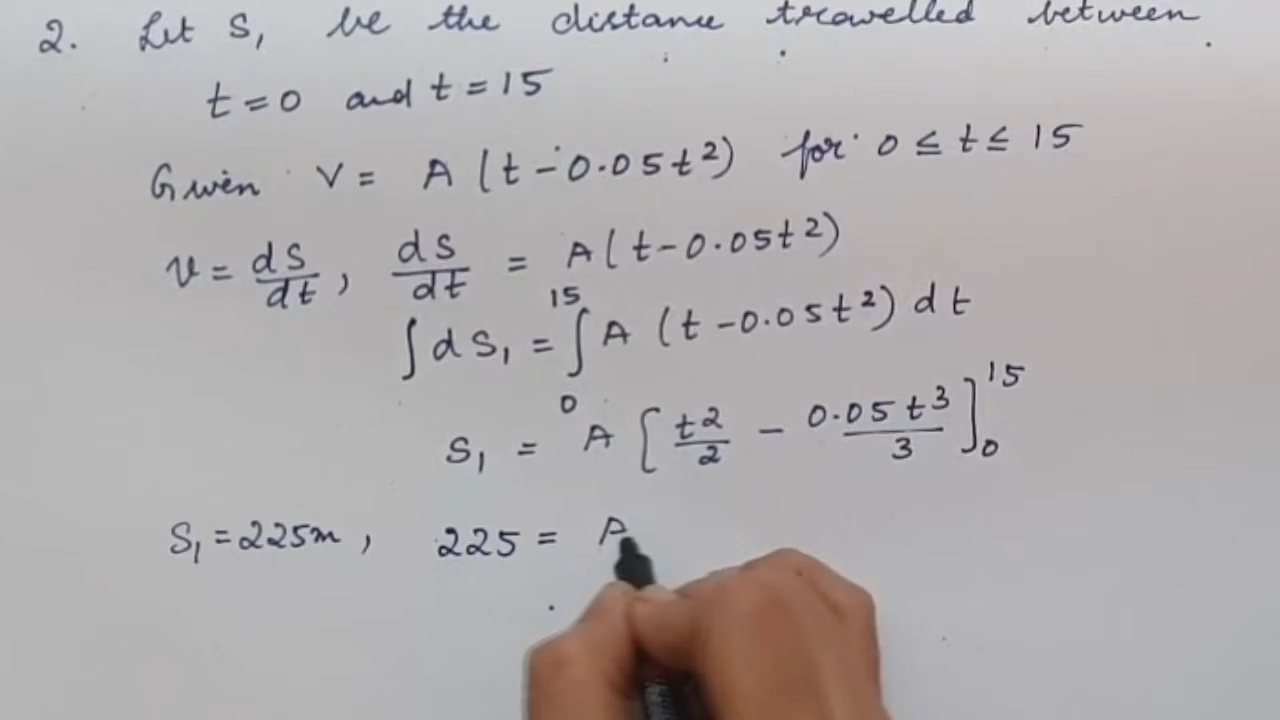 2. Let S₁ be the distance travelled between
t = 0 and t = 15
Given V = A (t - 0.05t²) for 0 ≤ t ≤ 15
v = dS/dt, dS/dt = A(t - 0.05t²)
∫dS₁ = ∫₀¹⁵ A (t - 0.05t²) dt
S₁ = A [t²/2 - 0.05t³/3]₀¹⁵
S₁ = 225m, 225 = A